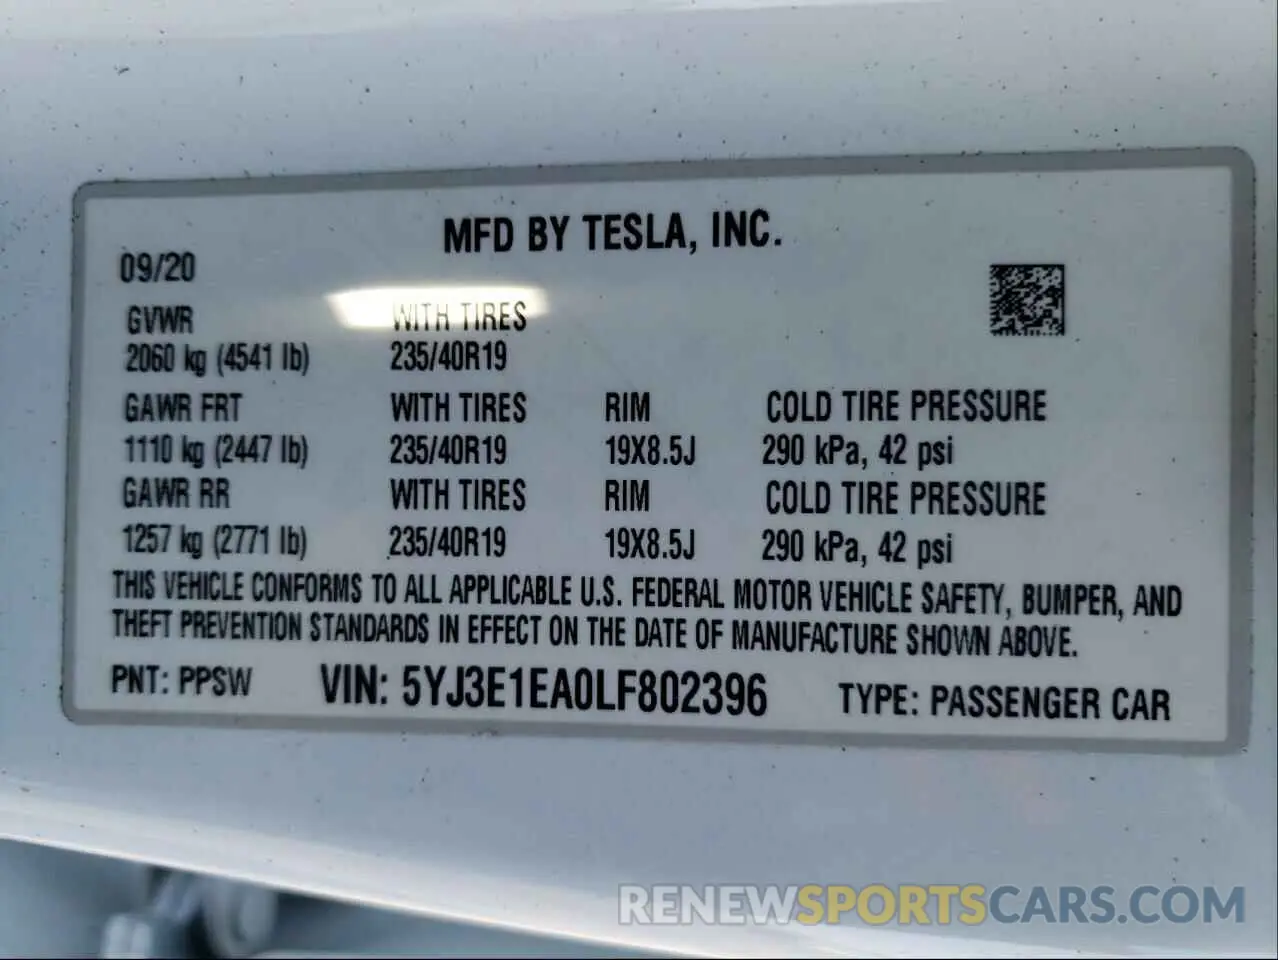 MFD BY TESLA, INC.
09/20
GVWR WITH TIRES
2060 kg (4541 lb) 235/40R19
GAWR FRT WITH TIRES RIM COLD TIRE PRESSURE
1110 kg (2447 lb) 235/40R19 19X8.5J 290 kPa, 42 psi
GAWR RR WITH TIRES RIM COLD TIRE PRESSURE
1257 kg (2771 lb) 235/40R19 19X8.5J 290 kPa, 42 psi
THIS VEHICLE CONFORMS TO ALL APPLICABLE U.S. FEDERAL MOTOR VEHICLE SAFETY, BUMPER, AND
THEFT PREVENTION STANDARDS IN EFFECT ON THE DATE OF MANUFACTURE SHOWN ABOVE.
PNT: PPSW VIN: 5YJ3E1EA0LF802396 TYPE: PASSENGER CAR
RENEWSPORTSCARS.COM